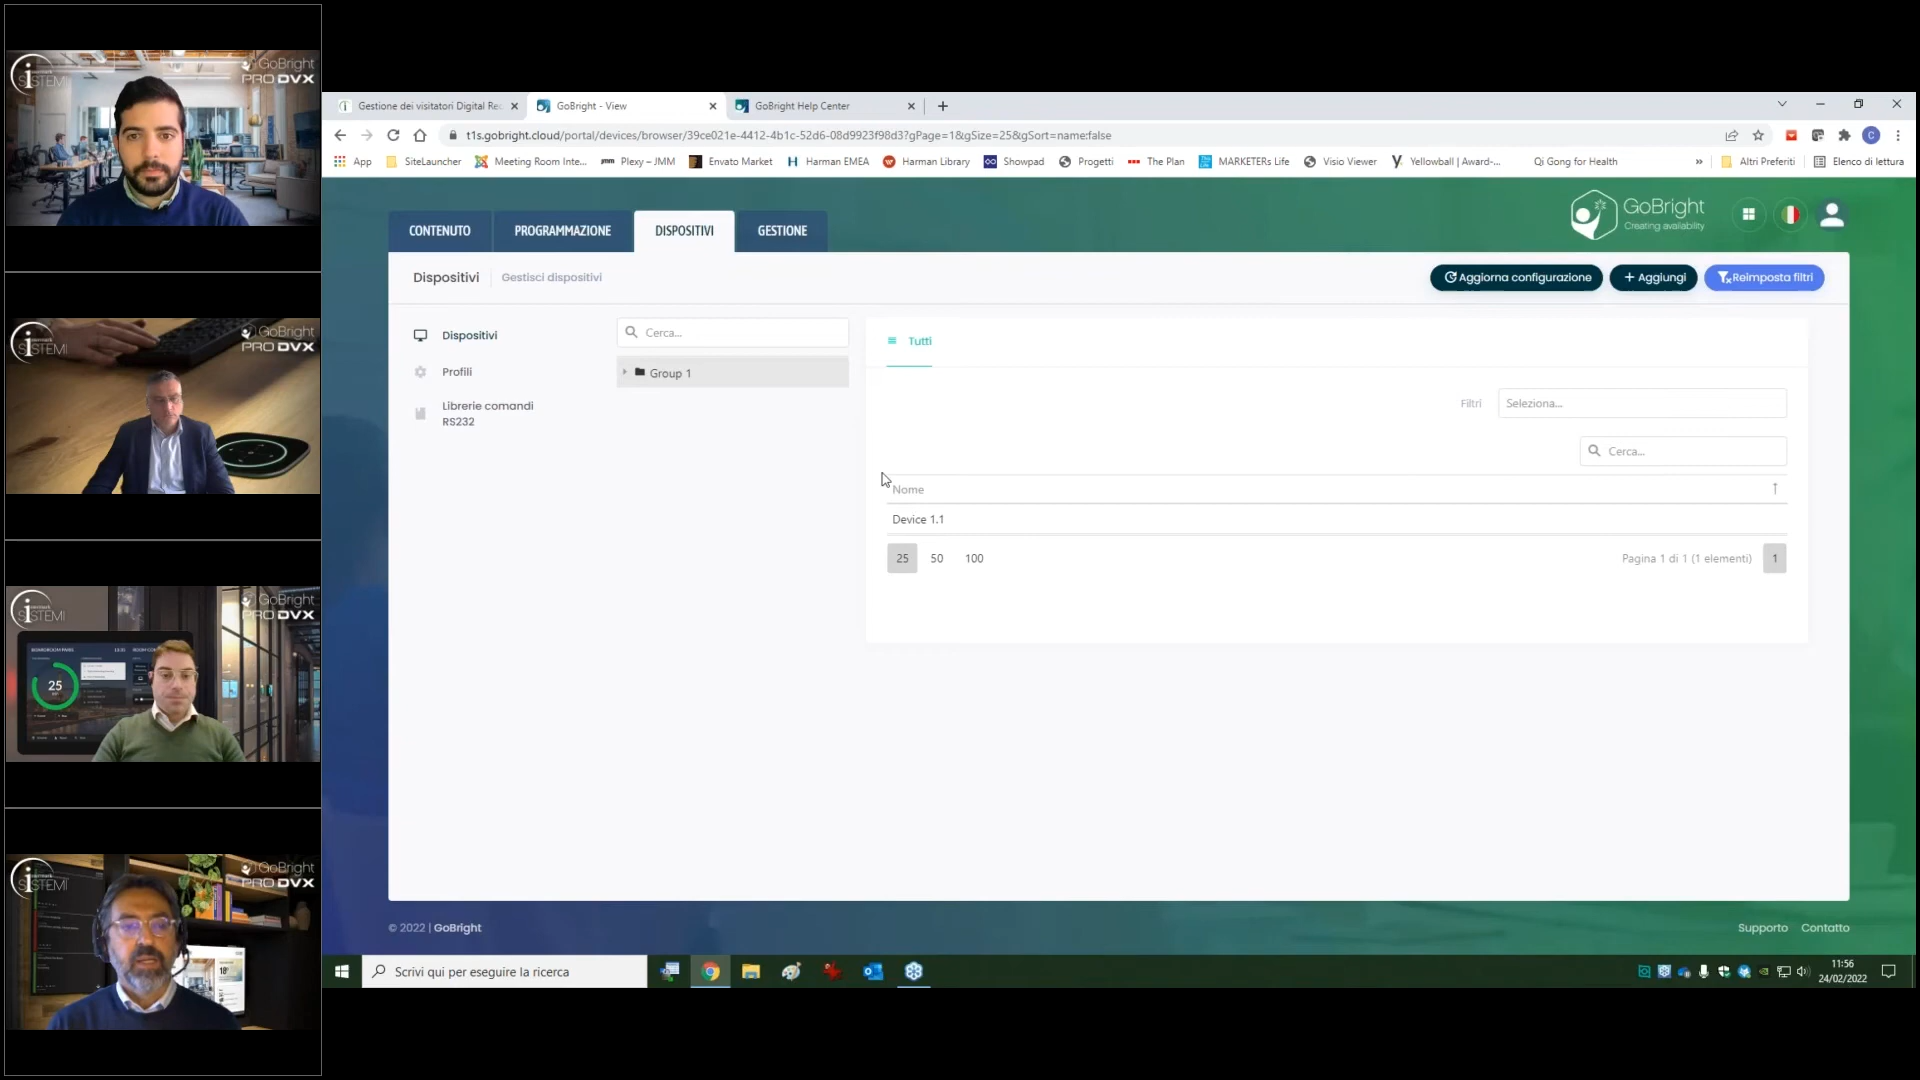 GoBright
PRO DVX
SISTEMI
GoBright
PRO DVX
SISTEMI
GoBright
PRO DVX
SISTEMI
25
GoBright
PRO DVX
SISTEMI
Gestione dei visitatori Digital Re
GoBright - View
GoBright Help Center
t1s.gobright.cloud/portal/devices/browser/39ce021e-4412-4b1c-52d6-08d9923f98d3?gPage=1&gSize=25&gSort=name:false
App SiteLauncher Meeting Room Inte... Plexy – JMM Envato Market Harman EMEA Harman Library Showpad Progetti The Plan MARKETERs Life Visio Viewer Yellowball | Award-... Qi Gong for Health » Altri Preferiti Elenco di lettura
CONTENUTO PROGRAMMAZIONE DISPOSITIVI GESTIONE
GoBright
Creating availability
Dispositivi Gestisci dispositivi
Aggiorna configurazione + Aggiungi Reimposta filtri
Dispositivi
Profili
Librerie comandi
RS232
Cerca...
Group 1
Tutti
Filtri Seleziona...
Cerca...
Nome
Device 1.1
25 50 100
Pagina 1 di 1 (1 elementi) 1
© 2022 | GoBright
Supporto Contatto
Scrivi qui per eseguire la ricerca
11:56
24/02/2022